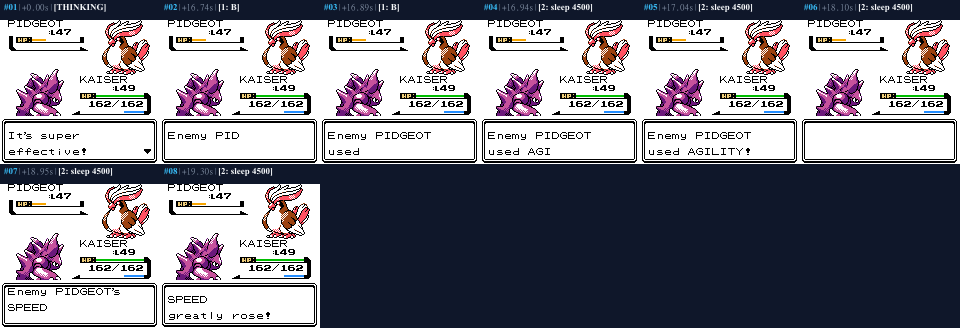 #01|+0.00s|[THINKING]
PIDGEOT
:L47
HP:
KAISER
:L49
HP:
162/162
It's super
effective!
#02|+16.74s|[1: B]
PIDGEOT
:L47
HP:
KAISER
:L49
HP:
162/162
Enemy PID
#03|+16.89s|[1: B]
PIDGEOT
:L47
HP:
KAISER
:L49
HP:
162/162
Enemy PIDGEOT
used
#04|+16.94s|[2: sleep 4500]
PIDGEOT
:L47
HP:
KAISER
:L49
HP:
162/162
Enemy PIDGEOT
used AGI
#05|+17.04s|[2: sleep 4500]
PIDGEOT
:L47
HP:
KAISER
:L49
HP:
162/162
Enemy PIDGEOT
used AGILITY!
#06|+18.10s|[2: sleep 4500]
PIDGEOT
:L47
HP:
KAISER
:L49
HP:
162/162
#07|+18.95s|[2: sleep 4500]
PIDGEOT
:L47
HP:
KAISER
:L49
HP:
162/162
Enemy PIDGEOT's
SPEED
#08|+19.30s|[2: sleep 4500]
PIDGEOT
:L47
HP:
KAISER
:L49
HP:
162/162
SPEED
greatly rose!